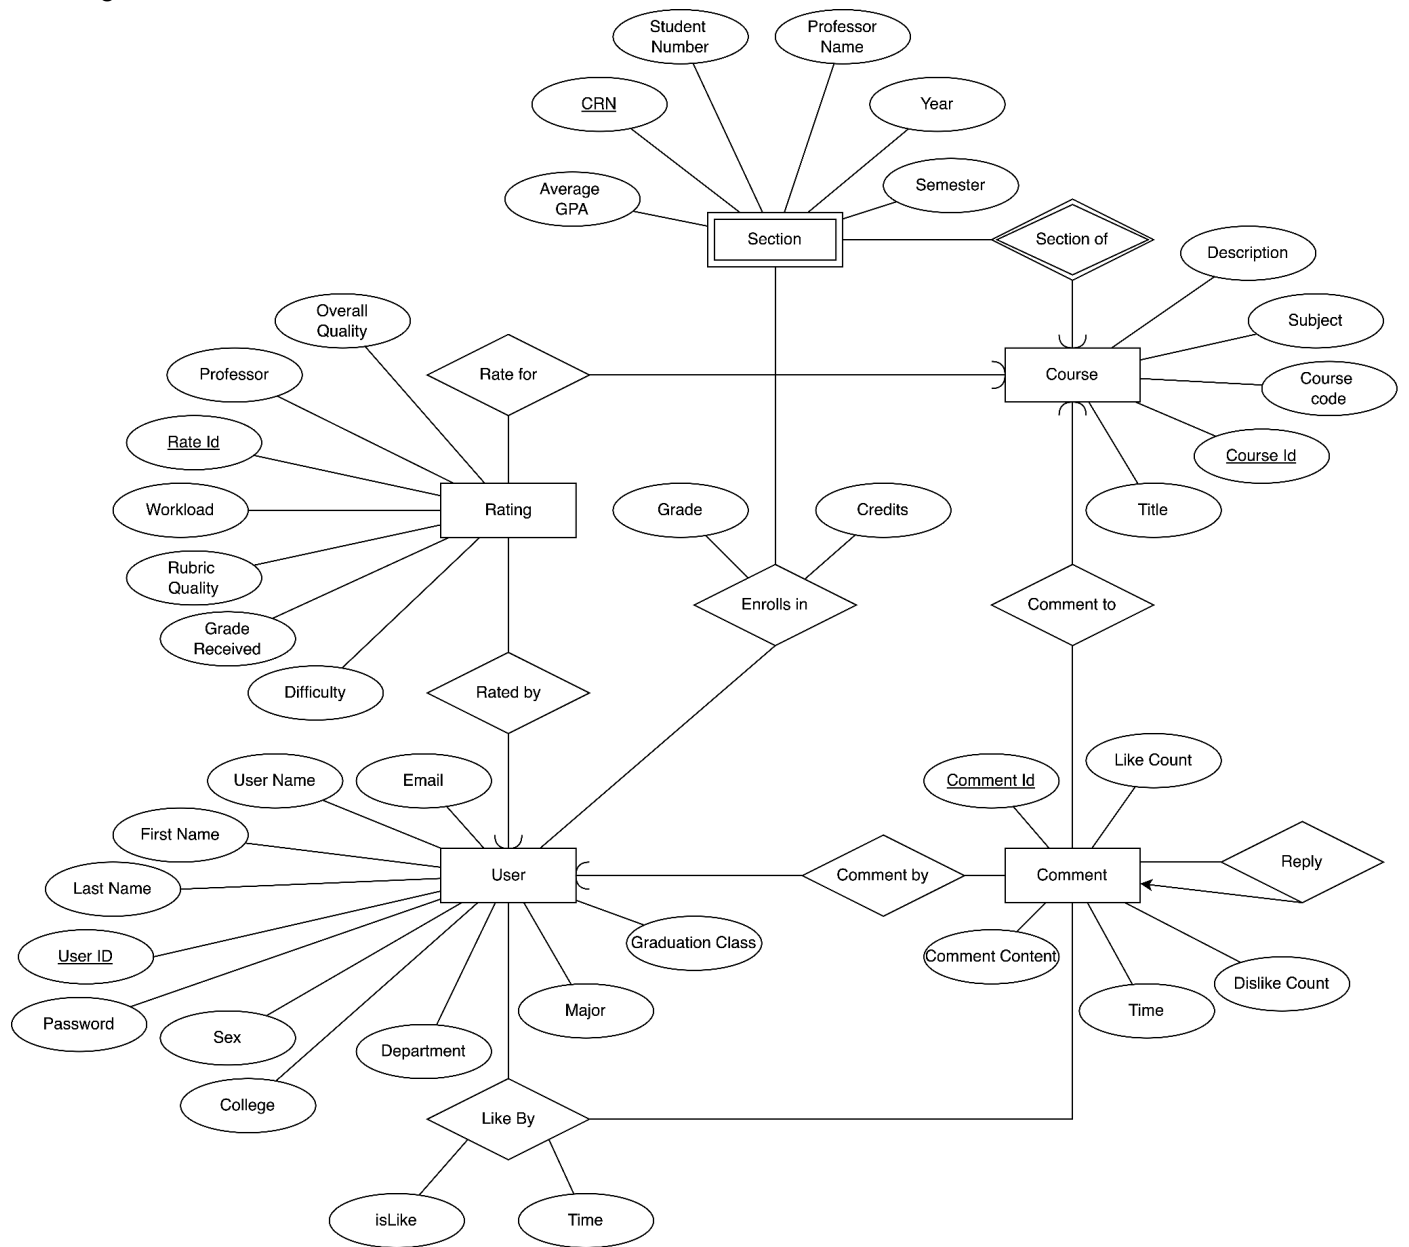 Student
Number
Professor
Name
CRN
Year
Average
GPA
Semester
Section
Section of
Description
Overall
Quality
Subject
Professor
Rate for
Course
Course
code
Rate Id
Course Id
Workload
Rating
Grade
Credits
Title
Rubric
Quality
Enrolls in
Comment to
Grade
Received
Difficulty
Rated by
User Name
Email
Comment Id
Like Count
First Name
Last Name
User
Comment by
Comment
Reply
User ID
Graduation Class
Comment Content
Dislike Count
Password
Sex
Department
Major
Time
College
Like By
isLike
Time